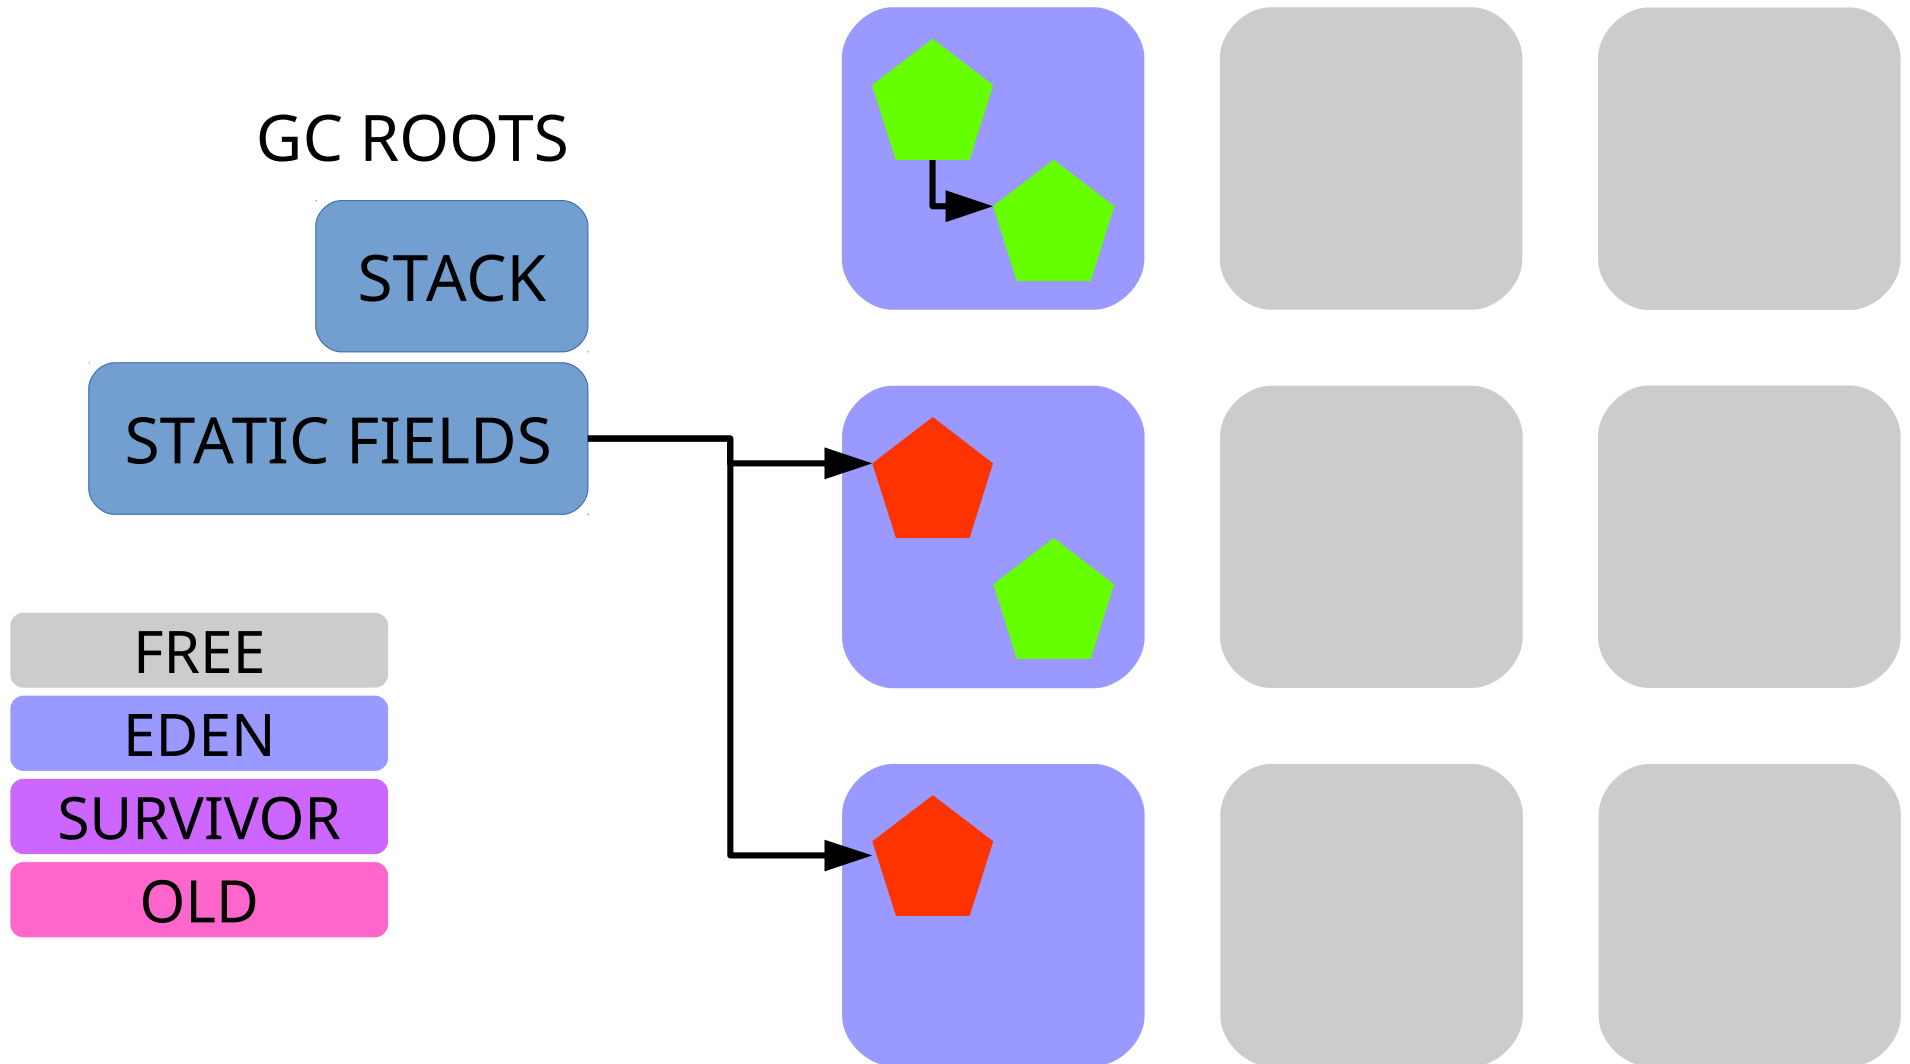 GC ROOTS
STACK
STATIC FIELDS
FREE
EDEN
SURVIVOR
OLD